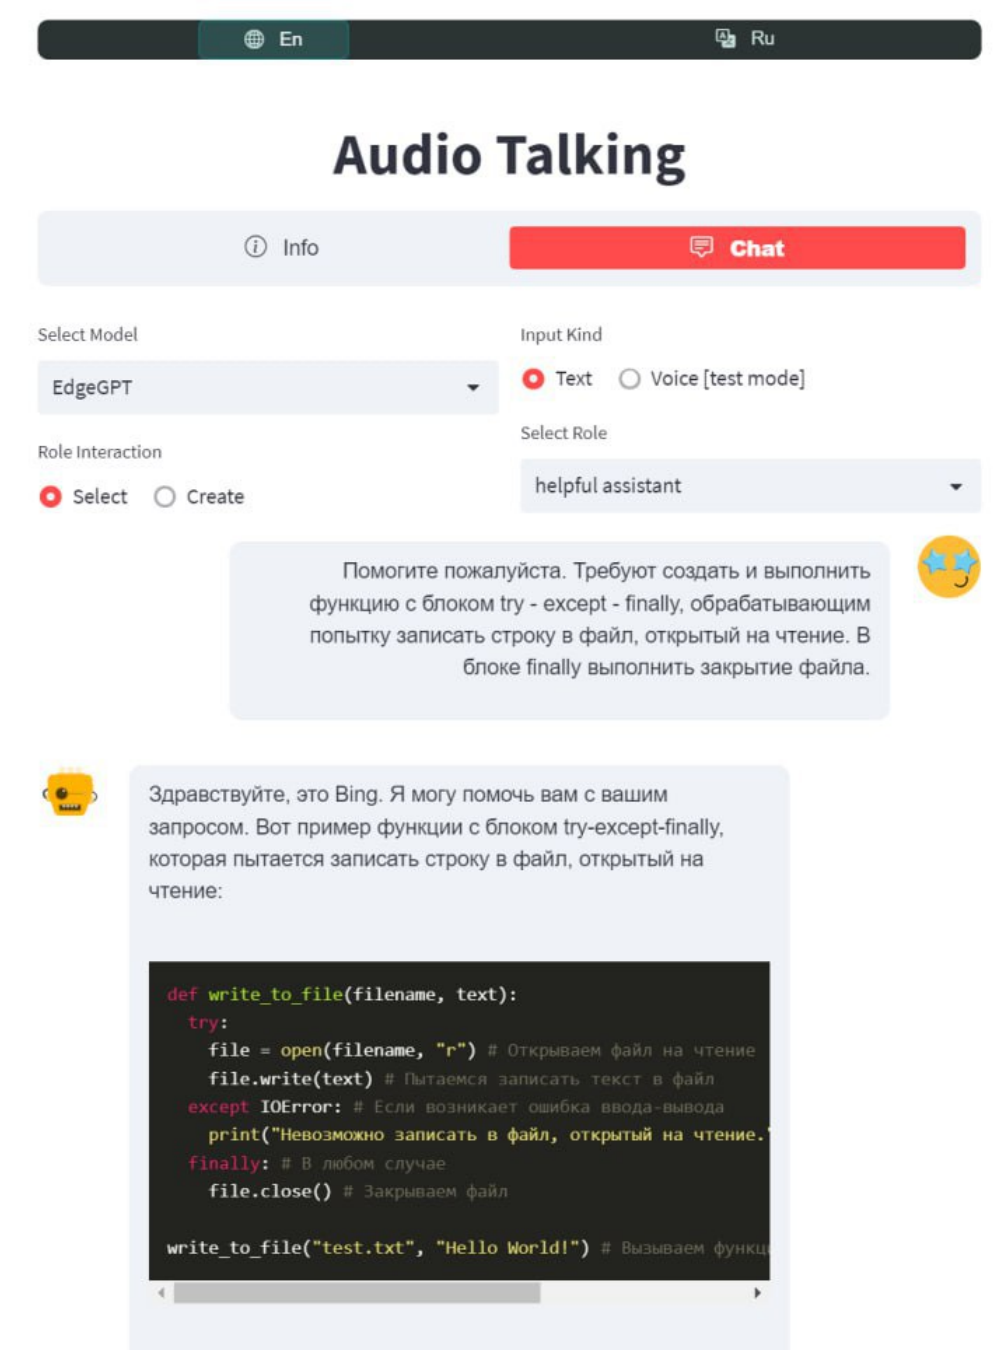 En
Ru
Audio Talking
Info
Chat
Select Model
Input Kind
EdgeGPT
Text
Voice [test mode]
Role Interaction
Select Role
Select
Create
helpful assistant
Помогите пожалуйста. Требуют создать и выполнить
функцию с блоком try - except - finally, обрабатывающим
попытку записать строку в файл, открытый на чтение. В
блоке finally выполнить закрытие файла.
Здравствуйте, это Bing. Я могу помочь вам с вашим
запросом. Вот пример функции с блоком try-except-finally,
которая пытается записать строку в файл, открытый на
чтение:
def write_to_file(filename, text):
try:
file = open(filename, "r") # Открываем файл на чтение
file.write(text) # Пытаемся записать текст в файл
except IOError: # Если возникает ошибка ввода-вывода
print("Невозможно записать в файл, открытый на чтение."
finally: # В любом случае
file.close() # Закрываем файл
write_to_file("test.txt", "Hello World!") # Вызываем